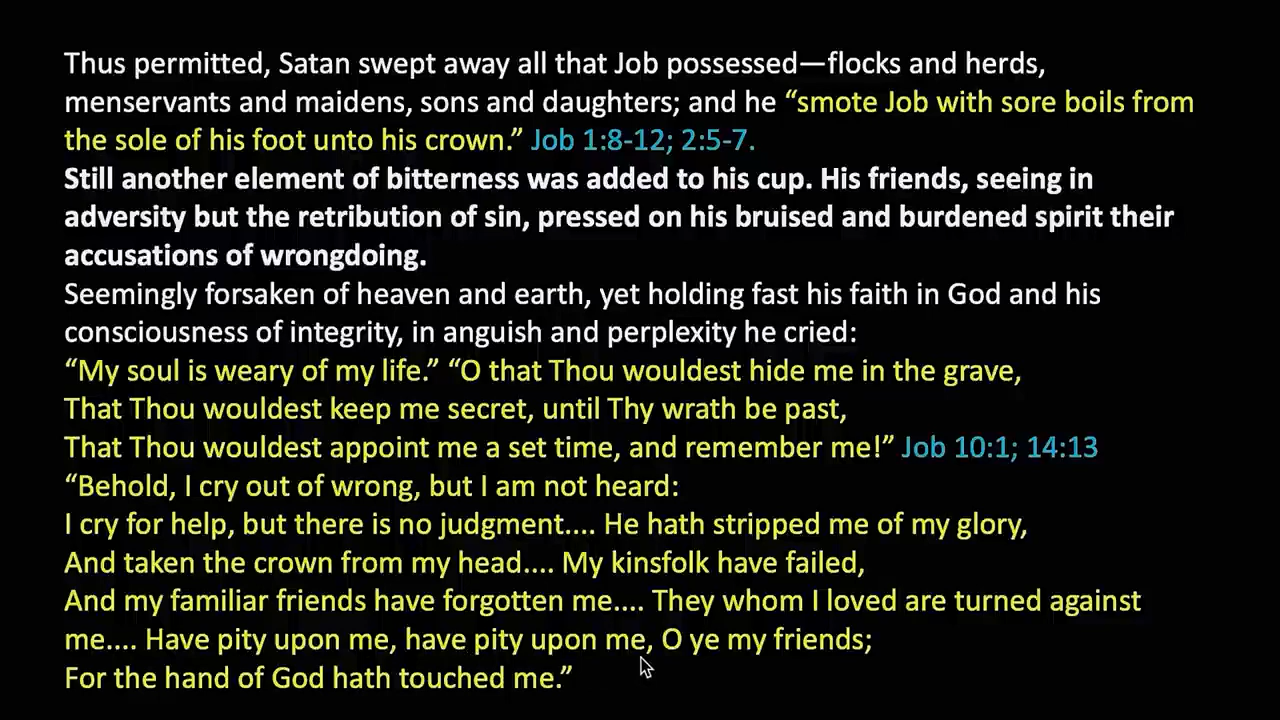 Thus permitted, Satan swept away all that Job possessed—flocks and herds,
menservants and maidens, sons and daughters; and he “smote Job with sore boils from
the sole of his foot unto his crown.” Job 1:8-12; 2:5-7.
Still another element of bitterness was added to his cup. His friends, seeing in
adversity but the retribution of sin, pressed on his bruised and burdened spirit their
accusations of wrongdoing.
Seemingly forsaken of heaven and earth, yet holding fast his faith in God and his
consciousness of integrity, in anguish and perplexity he cried:
“My soul is weary of my life.” “O that Thou wouldest hide me in the grave,
That Thou wouldest keep me secret, until Thy wrath be past,
That Thou wouldest appoint me a set time, and remember me!” Job 10:1; 14:13
“Behold, I cry out of wrong, but I am not heard:
I cry for help, but there is no judgment.... He hath stripped me of my glory,
And taken the crown from my head.... My kinsfolk have failed,
And my familiar friends have forgotten me.... They whom I loved are turned against
me.... Have pity upon me, have pity upon me, O ye my friends;
For the hand of God hath touched me.”